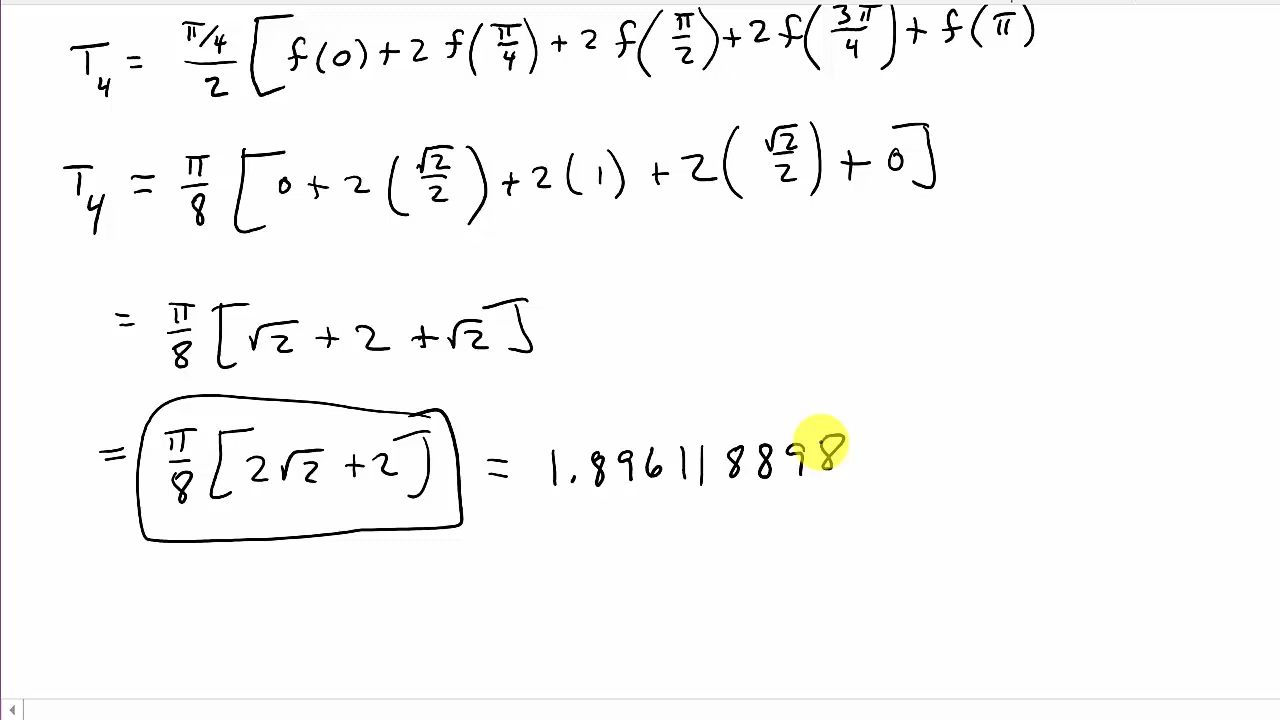 T₄ = π/4 / 2 [f(0) + 2 f(π/4) + 2 f(π/2) + 2 f(3π/4) + f(π)
T₄ = π/8 [0 + 2(√2/2) + 2(1) + 2(√2/2) + 0]
= π/8 [√2 + 2 + √2]
= π/8 [2√2 + 2] = 1.896118898